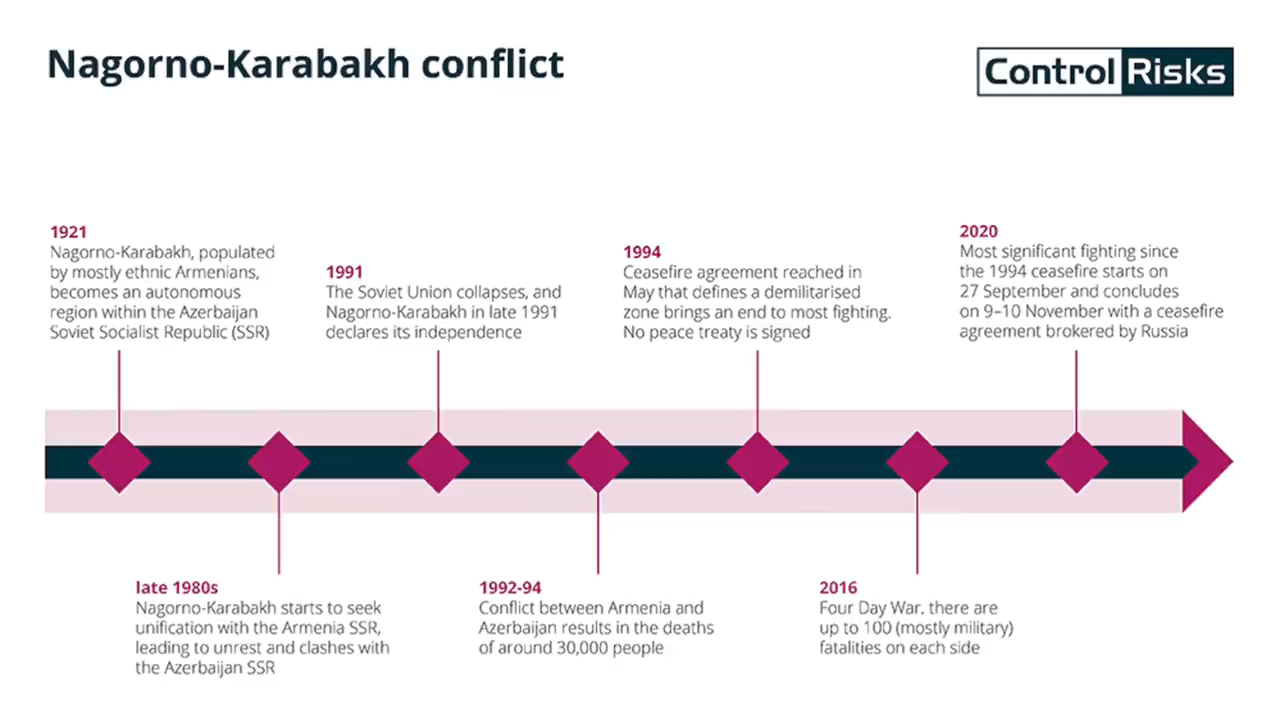 Nagorno-Karabakh conflict
Control Risks
1921
Nagorno-Karabakh, populated
by mostly ethnic Armenians,
becomes an autonomous
region within the Azerbaijan
Soviet Socialist Republic (SSR)
1991
The Soviet Union collapses, and
Nagorno-Karabakh in late 1991
declares its independence
1994
Ceasefire agreement reached in
May that defines a demilitarised
zone brings an end to most fighting.
No peace treaty is signed
2020
Most significant fighting since
the 1994 ceasefire starts on
27 September and concludes
on 9–10 November with a ceasefire
agreement brokered by Russia
late 1980s
Nagorno-Karabakh starts to seek
unification with the Armenia SSR,
leading to unrest and clashes with
the Azerbaijan SSR
1992-94
Conflict between Armenia and
Azerbaijan results in the deaths
of around 30,000 people
2016
Four Day War. there are
up to 100 (mostly military)
fatalities on each side